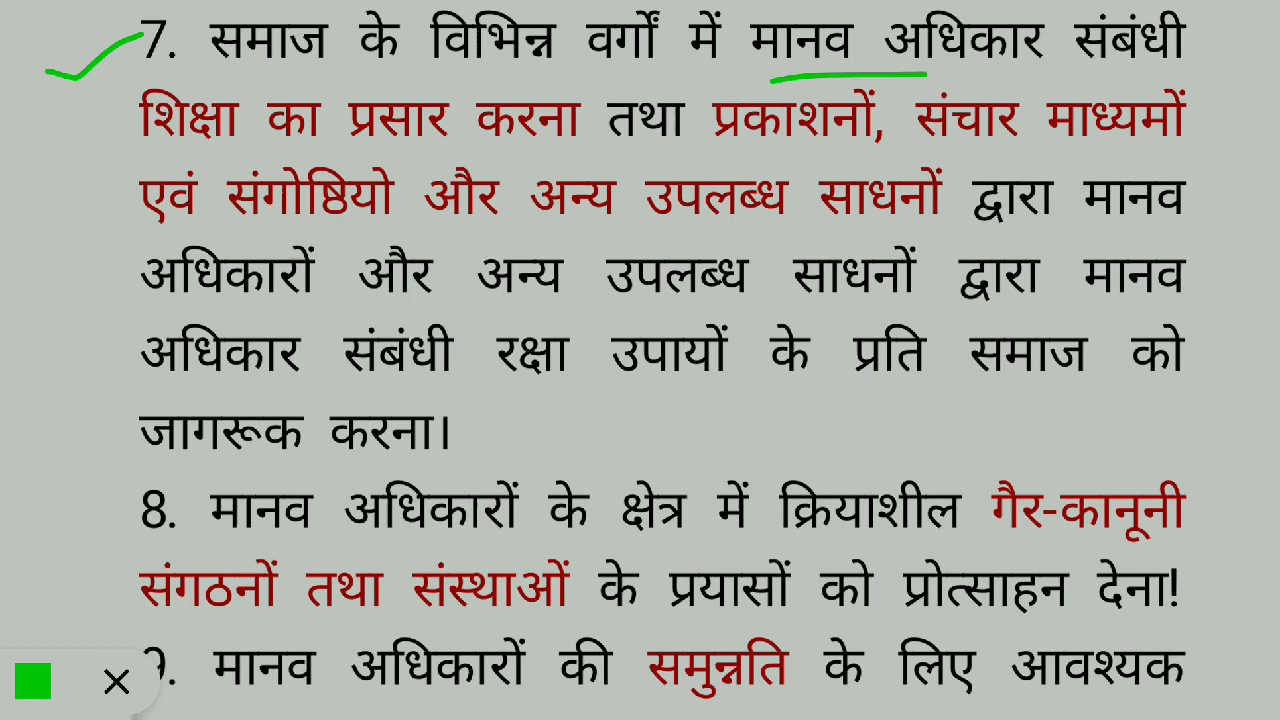 7. समाज के विभिन्न वर्गों में मानव अधिकार संबंधी
शिक्षा का प्रसार करना तथा प्रकाशनों, संचार माध्यमों
एवं संगोष्ठियो और अन्य उपलब्ध साधनों द्वारा मानव
अधिकारों और अन्य उपलब्ध साधनों द्वारा मानव
अधिकार संबंधी रक्षा उपायों के प्रति समाज को
जागरूक करना।
8. मानव अधिकारों के क्षेत्र में क्रियाशील गैर-कानूनी
संगठनों तथा संस्थाओं के प्रयासों को प्रोत्साहन देना!
9. मानव अधिकारों की समुन्नति के लिए आवश्यक